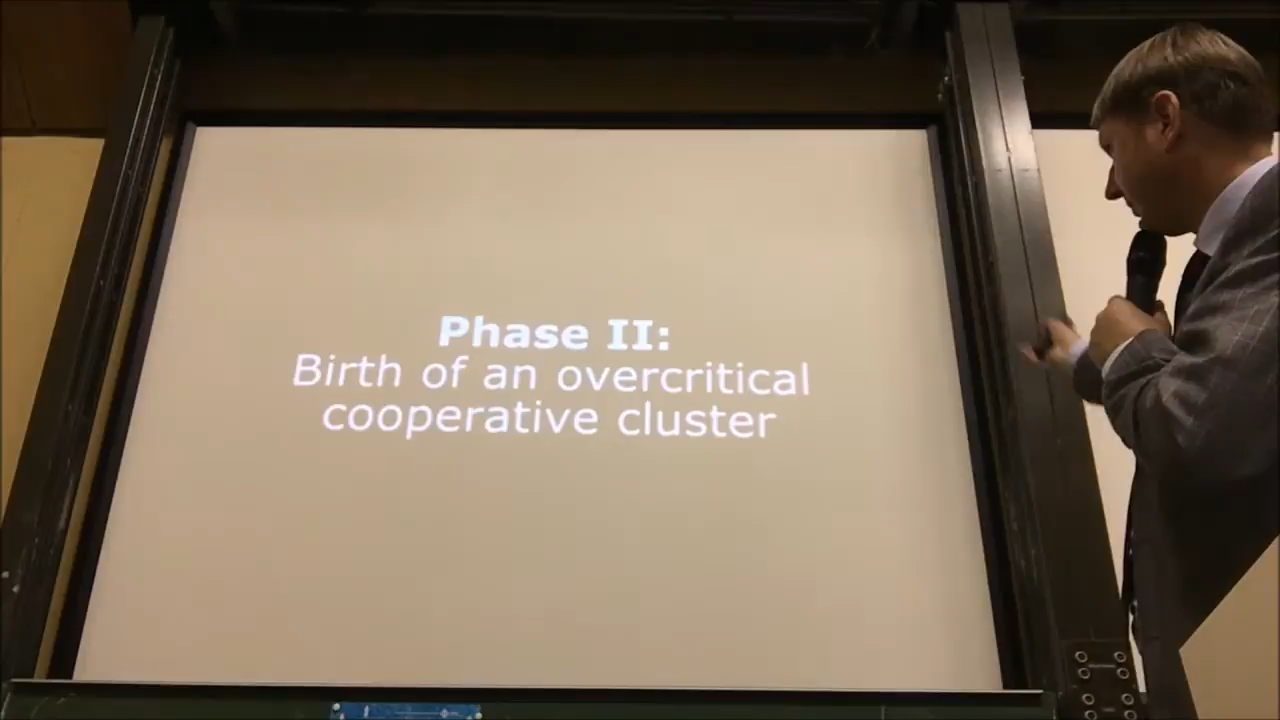 Phase II:
Birth of an overcritical
cooperative cluster